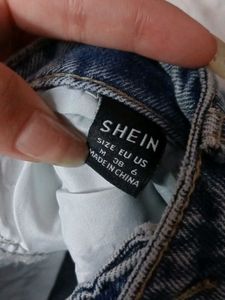 SHEIN
SIZE EU US
M 38 6
MADE IN CHINA